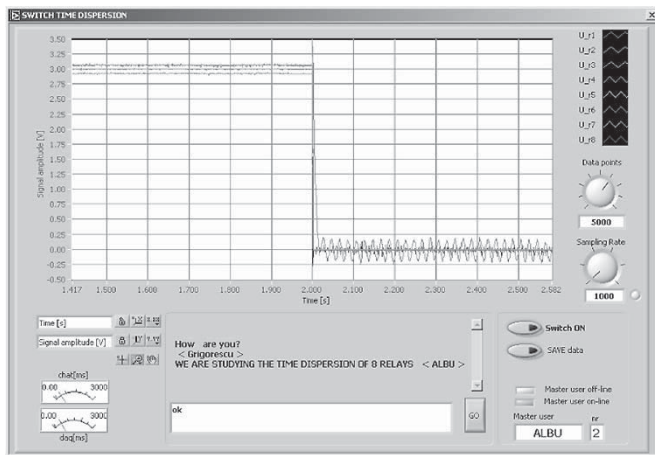 SWITCH TIME DISPERSION
3.50
3.25
3.00
2.75
2.50
2.25
2.00
1.75
1.50
1.25
1.00
0.75
0.50
0.25
0.00
-0.25
-0.50
Signal amplitude [V]
1.417 1.500 1.600 1.700 1.800 1.900 2.000 2.100 2.200 2.300 2.400 2.500 2.582
Time [s]
U_r1
U_r2
U_r3
U_r4
U_r5
U_r6
U_r7
U_r8
Data points
5000
Sampling Rate
1000
Time [s]
Signal amplitude [V]
chat[ms]
0.00 3000
0.00 3000
daq[ms]
How are you?
< Grigorescu >
WE ARE STUDYING THE TIME DISPERSION OF 8 RELAYS < ALBU >
ok
GO
Switch ON
SAVE data
Master user off-line
Master user on-line
Master user nr
ALBU 2